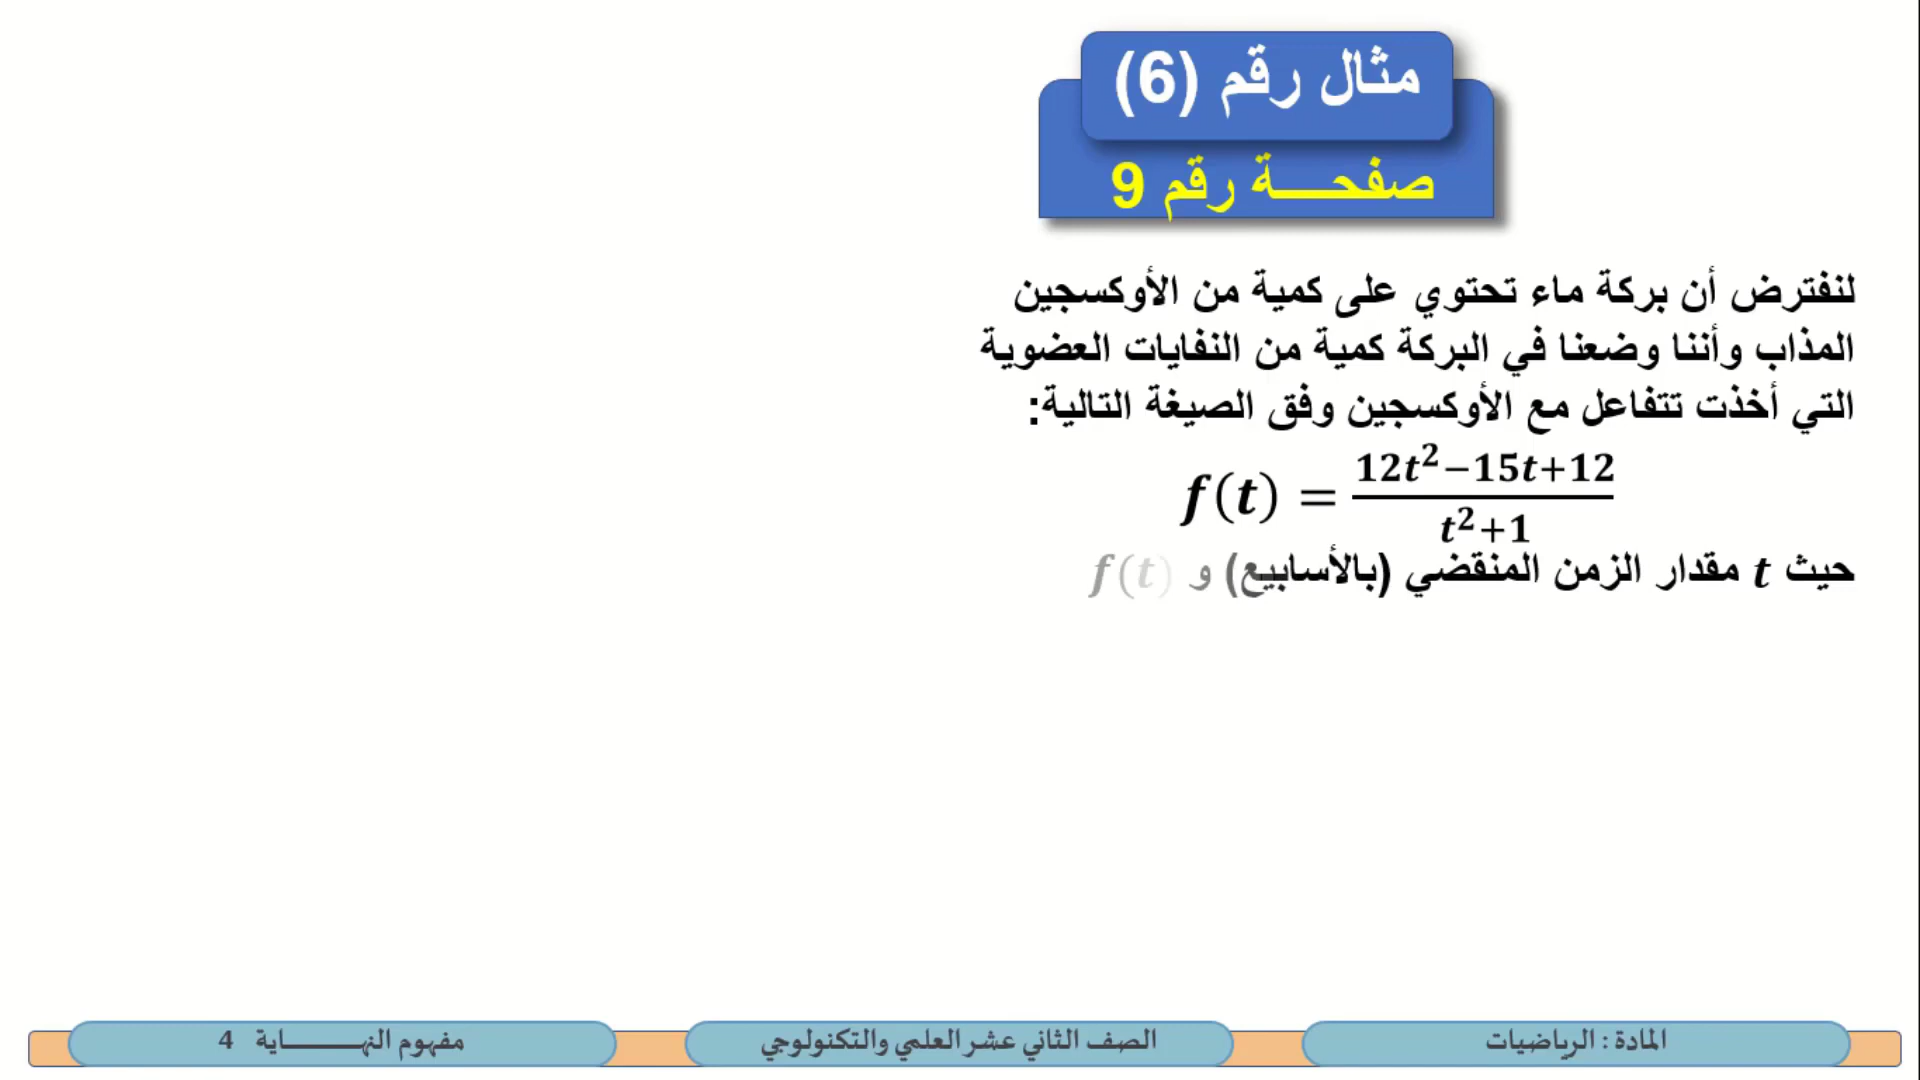 مثال رقم (6)
صفحـــة رقم 9
لنفترض أن بركة ماء تحتوي على كمية من الأوكسجين
المذاب وأننا وضعنا في البركة كمية من النفايات العضوية
التي أخذت تتفاعل مع الأوكسجين وفق الصيغة التالية:
f(t) = \frac{12t²−15t+12}{t²+1}
حيث t مقدار الزمن المنقضي (بالأسابيع) و f(t)
المادة : الرياضيات
الصف الثاني عشر العلمي والتكنولوجي
مفهوم النهـــــــاية 4